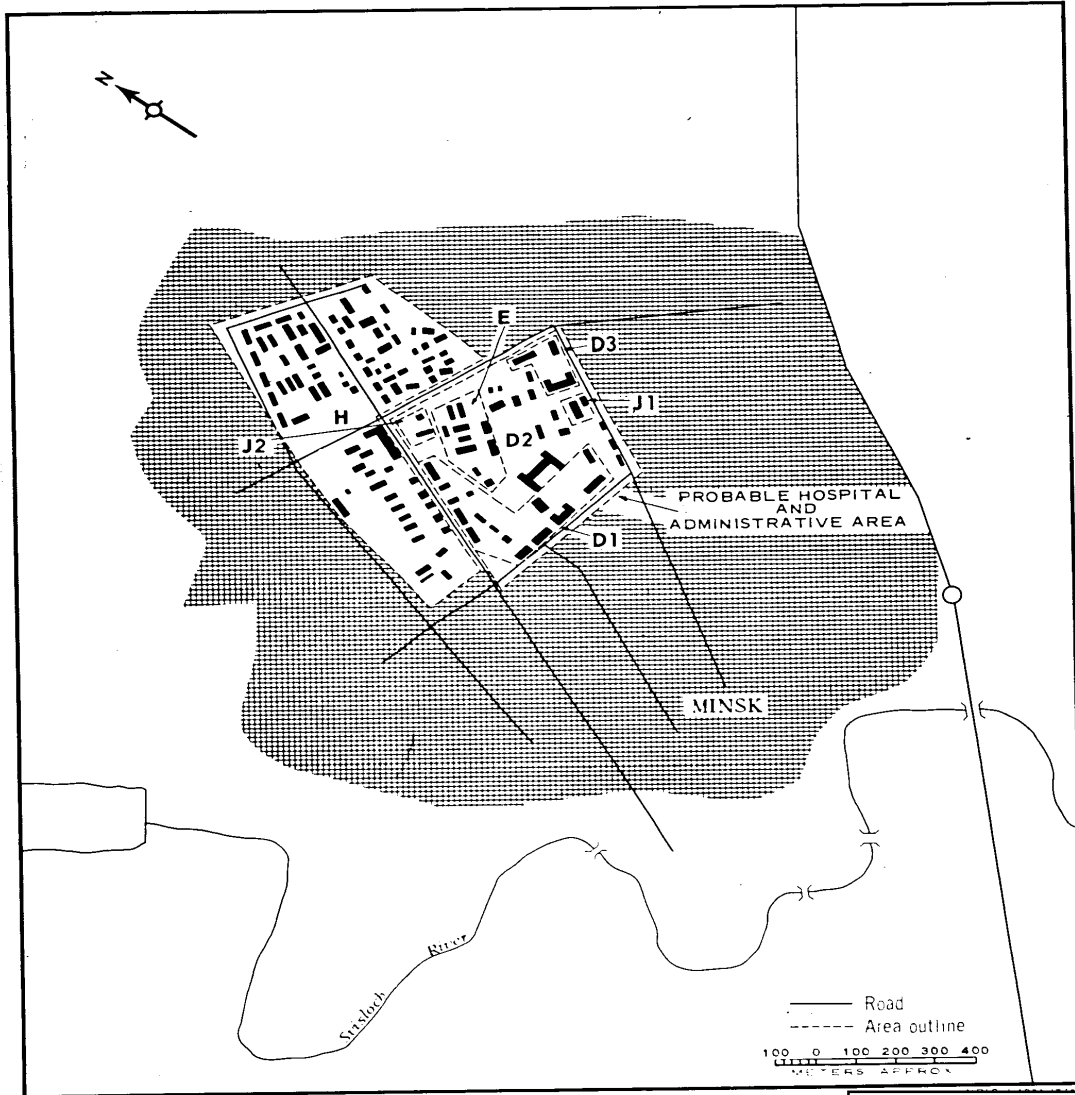 N
E
D3
J1
H
J2
D2
PROBABLE HOSPITAL
AND
ADMINISTRATIVE AREA
D1
MINSK
River
Road
Area outline
100 0 100 200 300 400
METERS APPROX